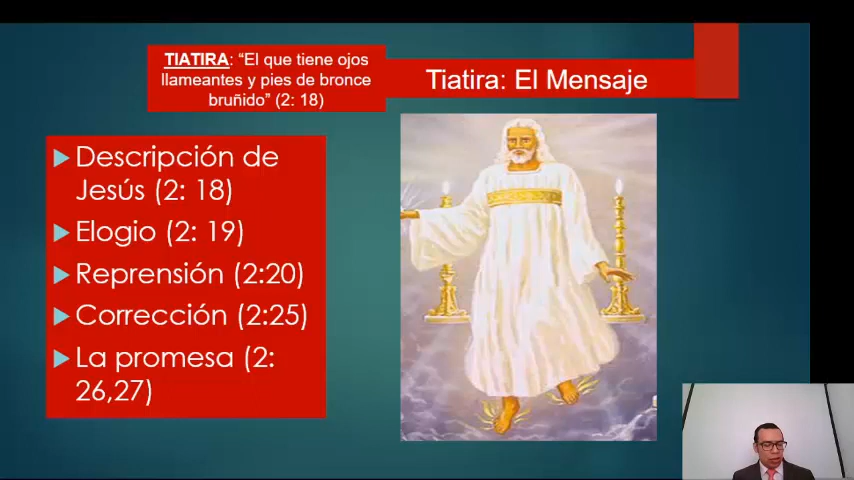 TIATIRA: “El que tiene ojos
llameantes y pies de bronce
bruñido” (2: 18)
Tiatira: El Mensaje
Descripción de
Jesús (2: 18)
Elogio (2: 19)
Reprensión (2:20)
Corrección (2:25)
La promesa (2:
26,27)